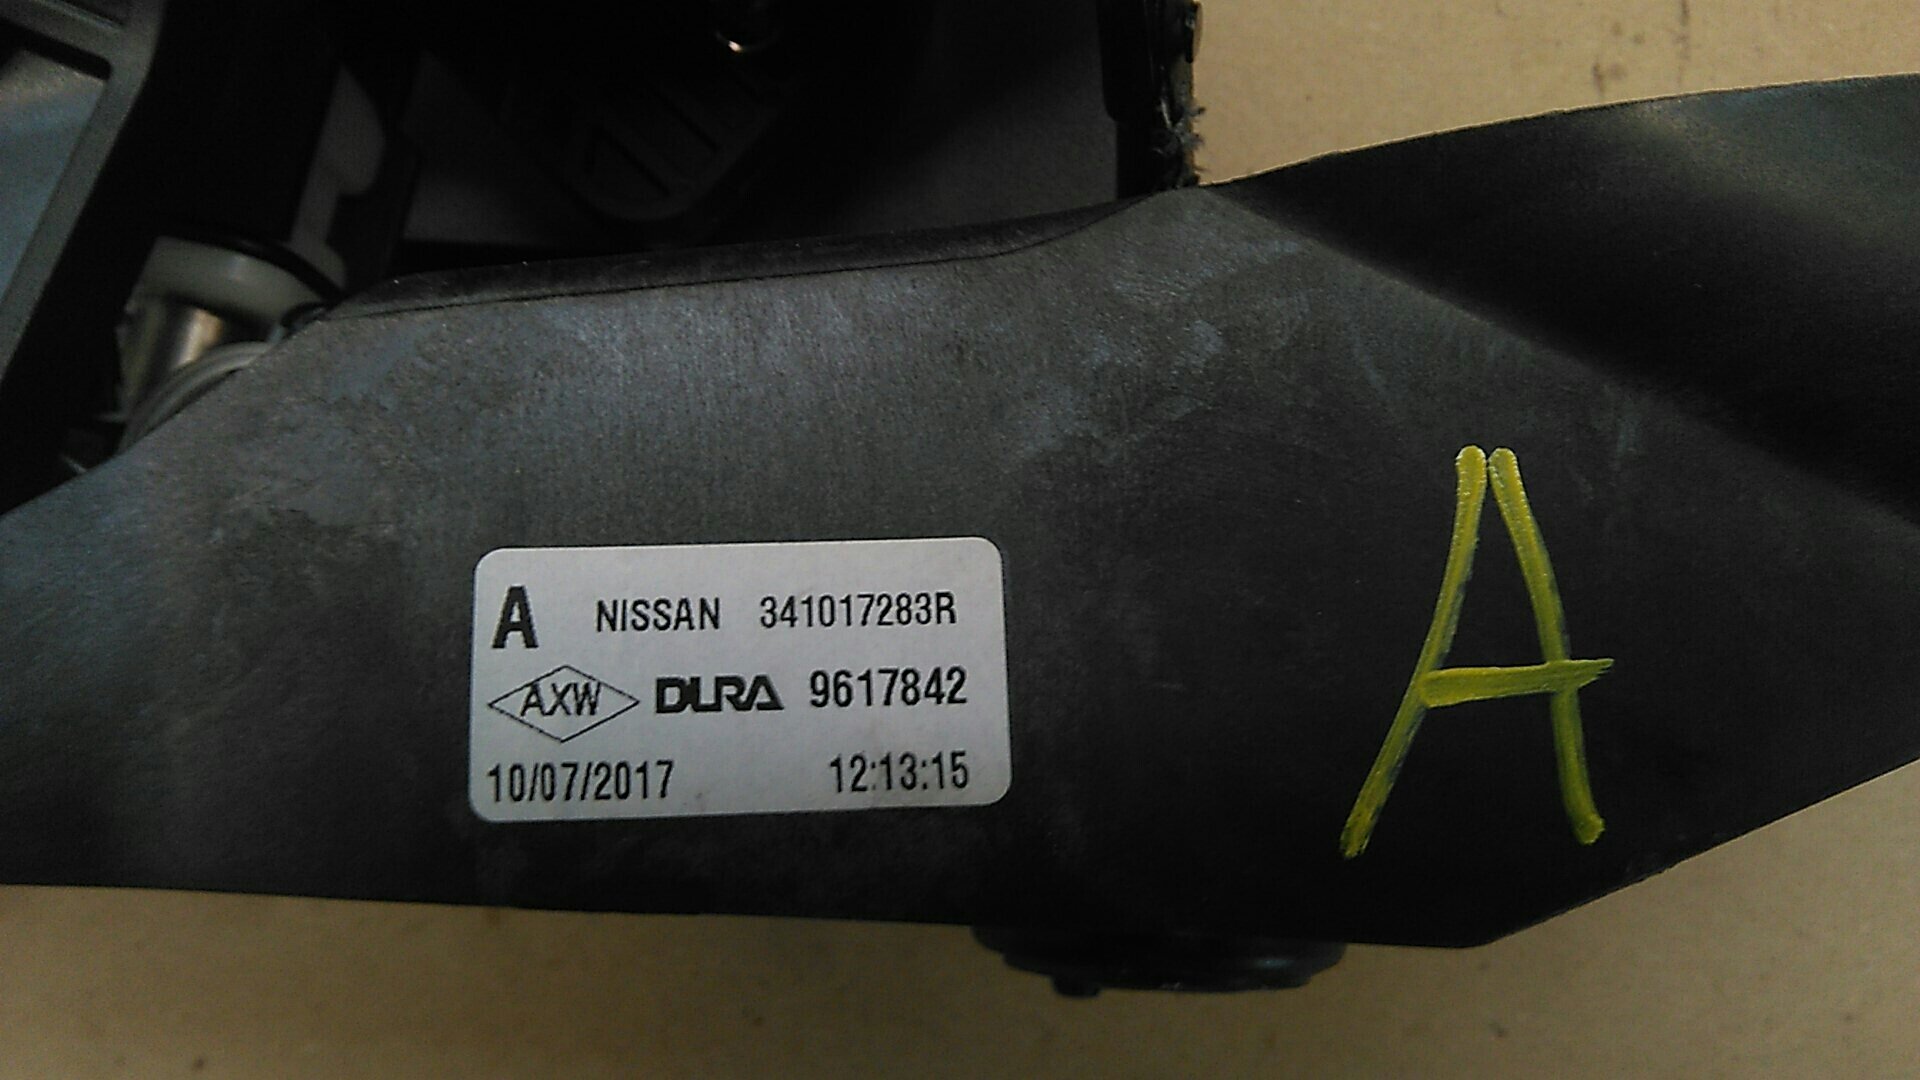 A NISSAN 341017283R
AXW DURA 9617842
10/07/2017 12:13:15
A